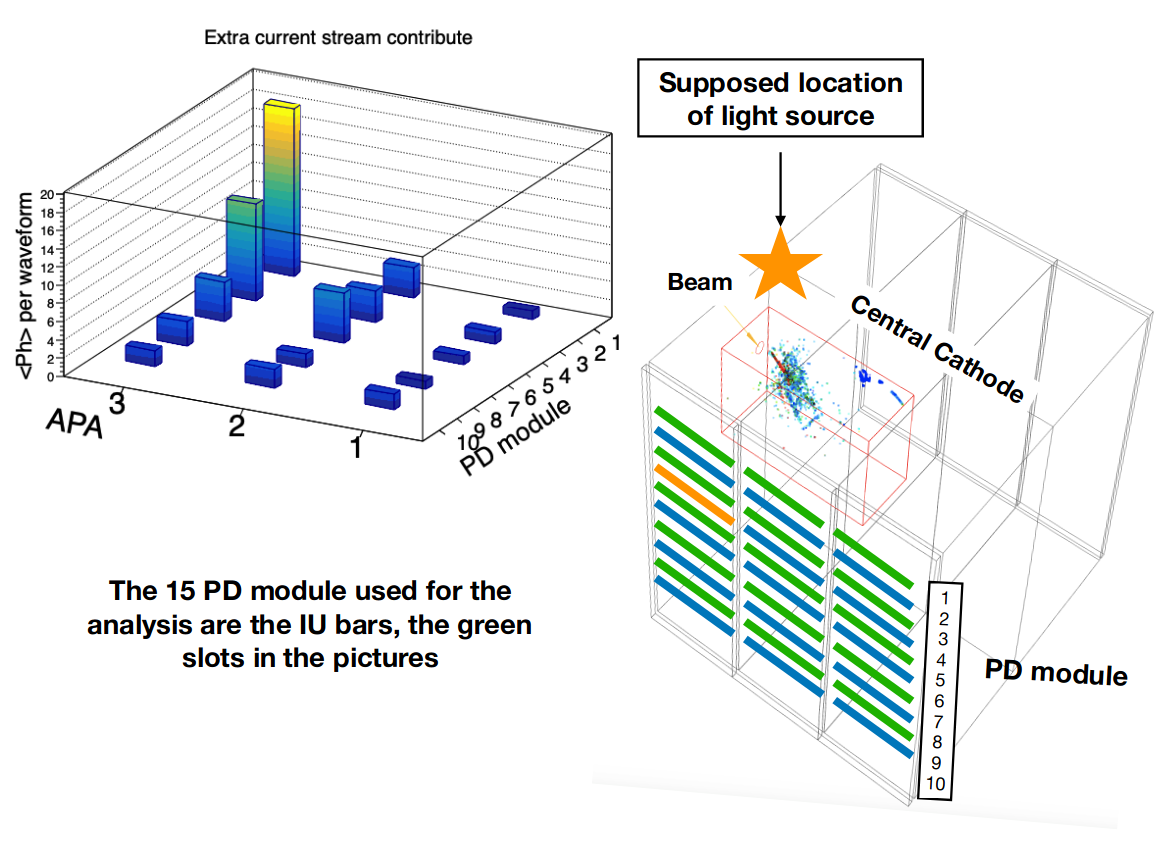 Extra current stream contribute
<Ph> per waveform
20
18
16
14
12
10
8
6
4
2
0
APA
3
2
1
10
9
8
7
6
5
4
3
2
1
PD module
The 15 PD module used for the
analysis are the IU bars, the green
slots in the pictures
Supposed location
of light source
Beam
Central Cathode
1
2
3
4
5
6
7
8
9
10
PD module